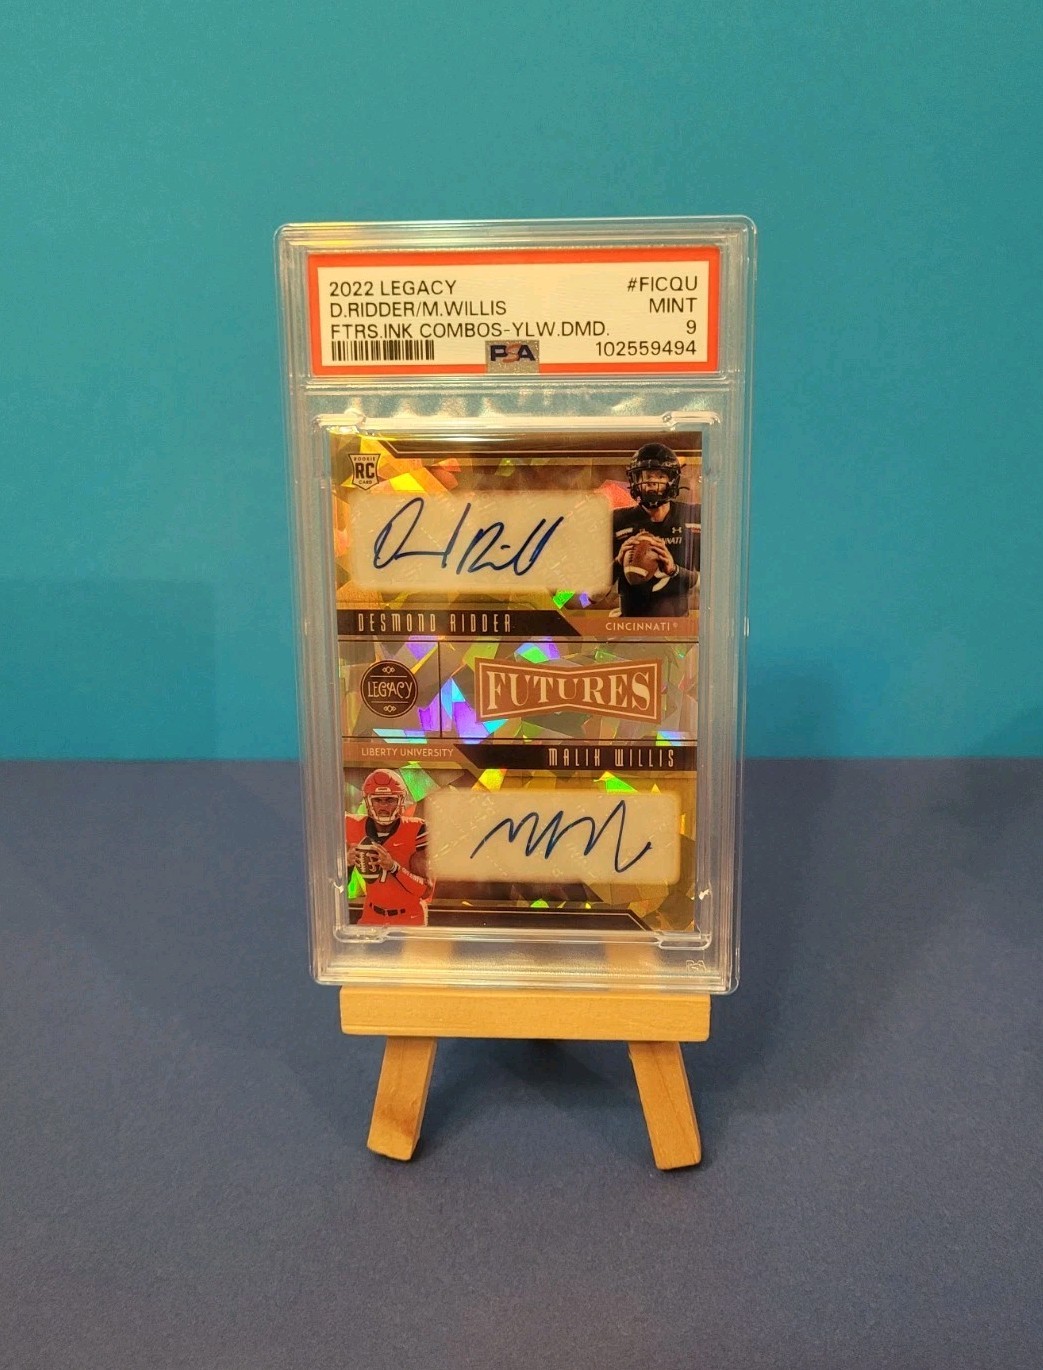 2022 LEGACY #FICQU
D.RIDDER/M.WILLIS MINT
FTRS.INK COMBOS-YLW.DMD. 9
PSA 102559494
ROOKIE
RC
CARD
CINNATI
DESMOND RIDDER CINCINNATI®
LEGACY
FUTURES
LIBERTY UNIVERSITY MALIK WILLIS